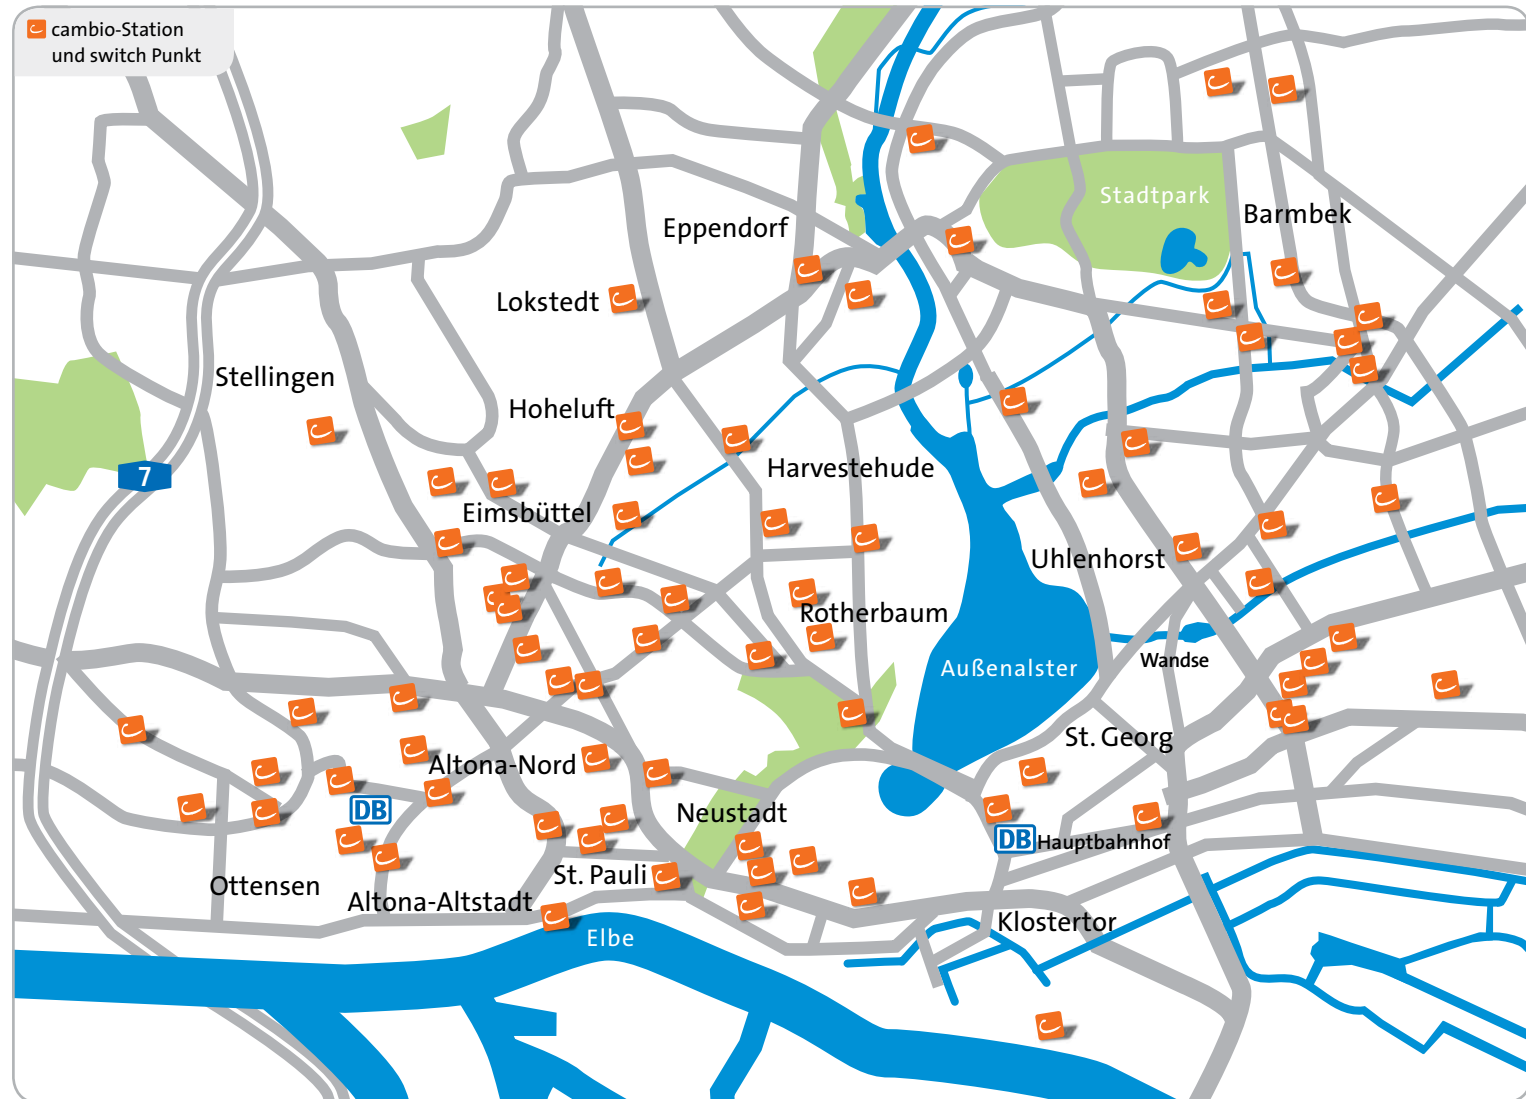 cambio-Station
und switch Punkt
Stadtpark
Barmbek
Eppendorf
Lokstedt
Stellingen
Hoheluft
Harvestehude
7
Eimsbüttel
Uhlenhorst
Rotherbaum
Wandse
Außenalster
St. Georg
Altona-Nord
DB
Neustadt
DB Hauptbahnhof
St. Pauli
Ottensen
Altona-Altstadt
Klostertor
Elbe